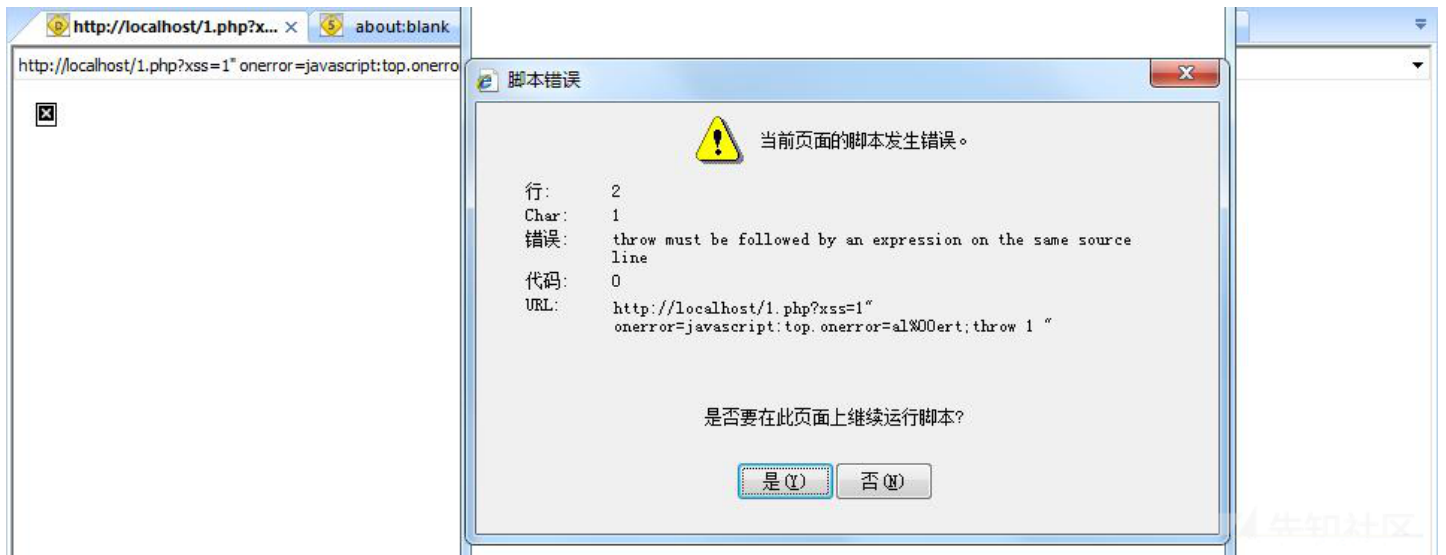 http://localhost/1.php?x...
about:blank
http://localhost/1.php?xss=1" onerror=javascript:top.onerro
脚本错误
当前页面的脚本发生错误。
行: 2
Char: 1
错误: throw must be followed by an expression on the same source
line
代码: 0
URL: http://localhost/1.php?xss=1"
onerror=javascript:top.onerror=al%00ert;throw 1 "
是否要在此页面上继续运行脚本?
是(Y) 否(N)
先知社区